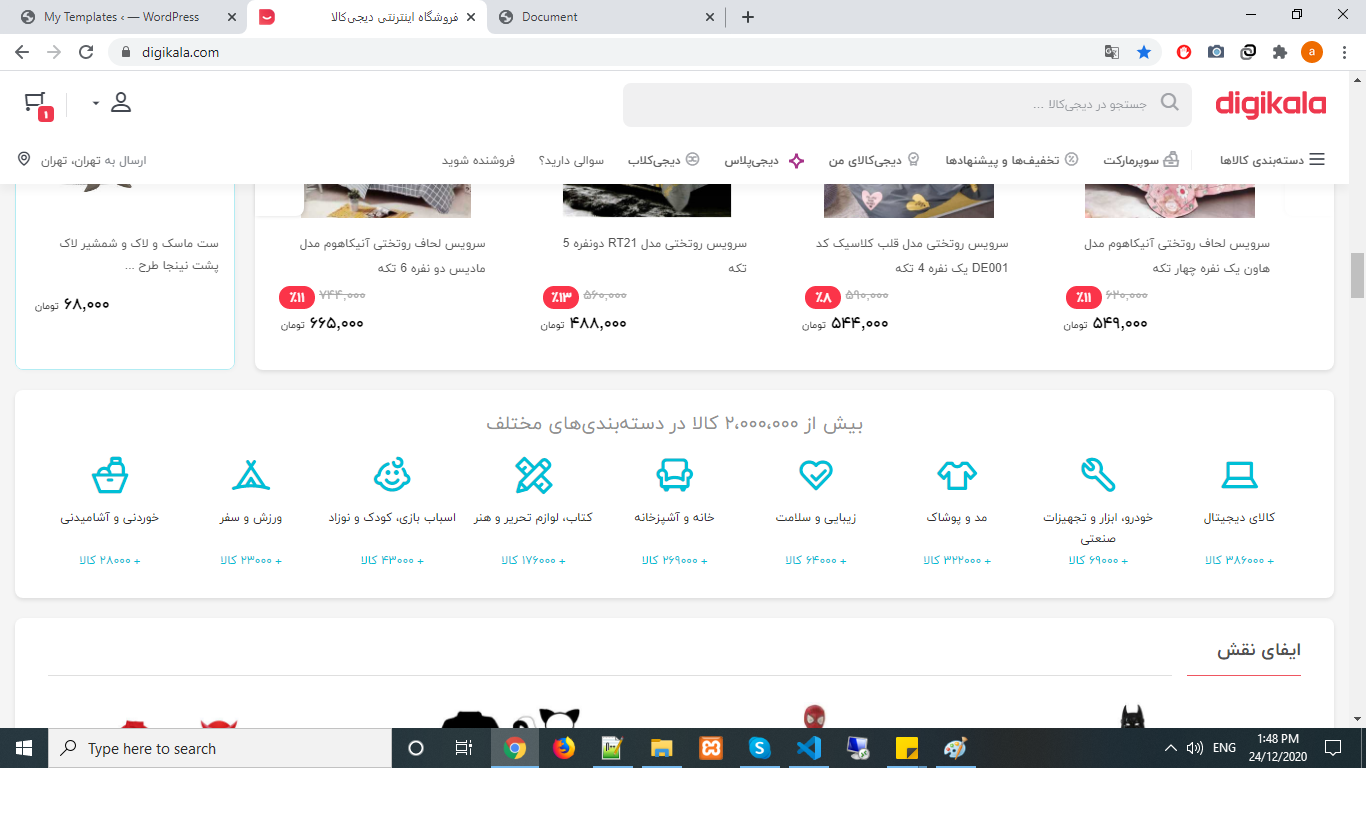 My Templates ‹ — WordPress
فروشگاه اینترنتی دیجی‌کالا
Document
digikala.com
a
digikala
جستجو در دیجی‌کالا ...
۱
دسته‌بندی کالاها
سوپرمارکت
تخفیف‌ها و پیشنهادها
دیجی‌کالای من
دیجی‌پلاس
دیجی‌کلاب
سوالی دارید؟
فروشنده شوید
ارسال به تهران، تهران
سرویس لحاف روتختی آنیکاهوم مدل
هاون یک نفره چهار تکه
۶۲۰,۰۰۰ ٪۱۱
۵۴۹,۰۰۰ تومان
سرویس روتختی مدل قلب کلاسیک کد
DE001 یک نفره 4 تکه
۵۹۰,۰۰۰ ٪۸
۵۴۴,۰۰۰ تومان
سرویس روتختی مدل RT21 دونفره 5
تکه
۵۶۰,۰۰۰ ٪۱۳
۴۸۸,۰۰۰ تومان
سرویس لحاف روتختی آنیکاهوم مدل
مادیس دو نفره 6 تکه
۷۴۴,۰۰۰ ٪۱۱
۶۶۵,۰۰۰ تومان
ست ماسک و لاک و شمشیر لاک
پشت نینجا طرح ...
۶۸,۰۰۰ تومان
بیش از ۲،۰۰۰،۰۰۰ کالا در دسته‌بندی‌های مختلف
کالای دیجیتال
+ ۳۸۶۰۰۰ کالا
خودرو، ابزار و تجهیزات
صنعتی
+ ۶۹۰۰۰ کالا
مد و پوشاک
+ ۳۲۲۰۰۰ کالا
زیبایی و سلامت
+ ۶۴۰۰۰ کالا
خانه و آشپزخانه
+ ۲۶۹۰۰۰ کالا
کتاب، لوازم تحریر و هنر
+ ۱۷۶۰۰۰ کالا
اسباب بازی، کودک و نوزاد
+ ۴۳۰۰۰ کالا
ورزش و سفر
+ ۲۳۰۰۰ کالا
خوردنی و آشامیدنی
+ ۲۸۰۰۰ کالا
ایفای نقش
Type here to search
ENG
1:48 PM
24/12/2020